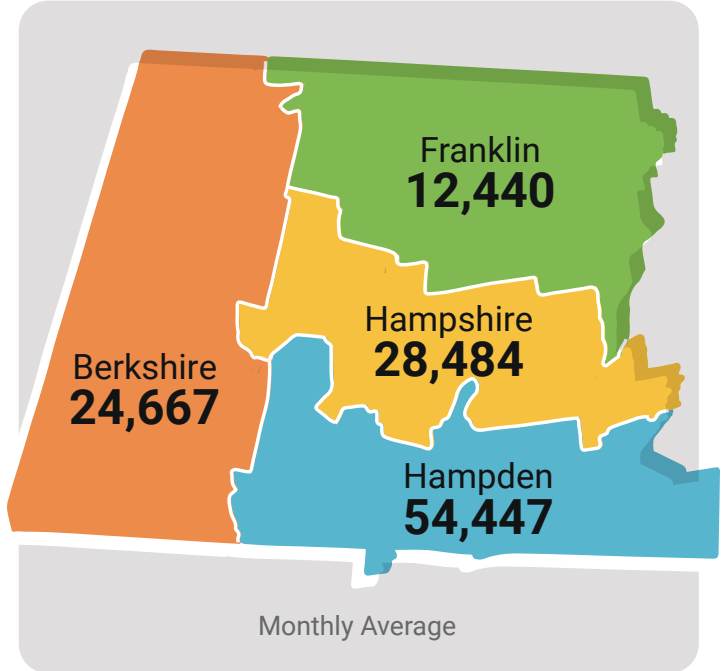 Franklin
12,440
Hampshire
28,484
Berkshire
24,667
Hampden
54,447
Monthly Average